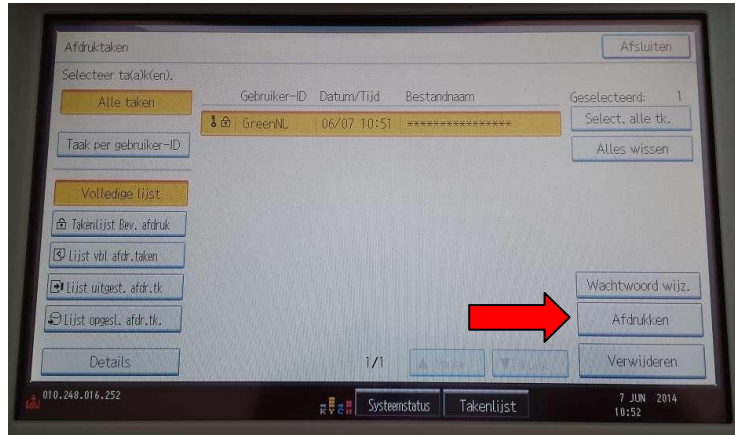 Afdruktaken
Afsluiten
Selecteer ta(a)k(en).
Alle taken
Gebruiker-ID Datum/Tijd Bestandnaam
Geselecteerd: 1
GreenNL 06/07 10:51 ****************
Select. alle tk.
Taak per gebruiker-ID
Alles wissen
Volledige lijst
Takenlijst Bev. afdruk
Lijst vbl afdr.taken
Lijst uitgest. afdr.tk
Wachtwoord wijz.
Lijst opgesl. afdr.tk.
Afdrukken
Details
1/1
Verwijderen
010.248.016.252
K Y C M
Systeemstatus
Takenlijst
7 JUN 2014
10:52